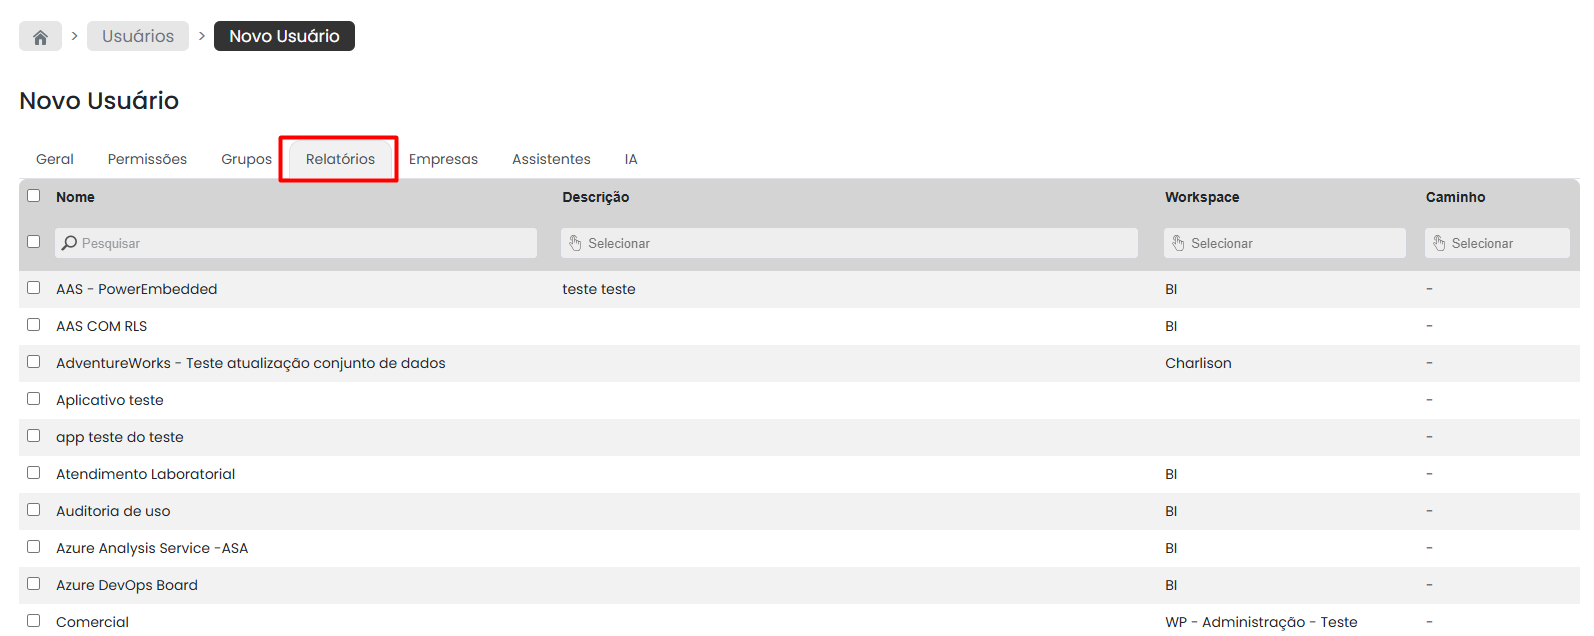 > Usuários > Novo Usuário
Novo Usuário
Geral Permissões Grupos Relatórios Empresas Assistentes IA
Nome Descrição Workspace Caminho
Pesquisar Selecionar Selecionar Selecionar
AAS - PowerEmbedded teste teste BI -
AAS COM RLS BI -
AdventureWorks - Teste atualização conjunto de dados Charlison -
Aplicativo teste -
app teste do teste -
Atendimento Laboratorial BI -
Auditoria de uso BI -
Azure Analysis Service -ASA BI -
Azure DevOps Board BI -
Comercial WP - Administração - Teste -